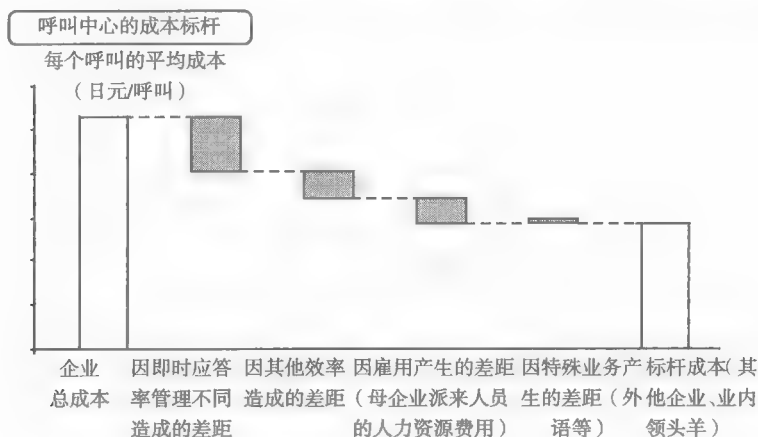 呼叫中心的成本标杆
每个呼叫的平均成本
（日元/呼叫）
企业
总成本
因即时应答
率管理不同
造成的差距
因其他效率
造成的差距
因雇用产生的差距
（母企业派来人员
的人力资源费用）
因特殊业务产
生的差距（外
语等）
标杆成本（其
他企业、业内
领头羊）